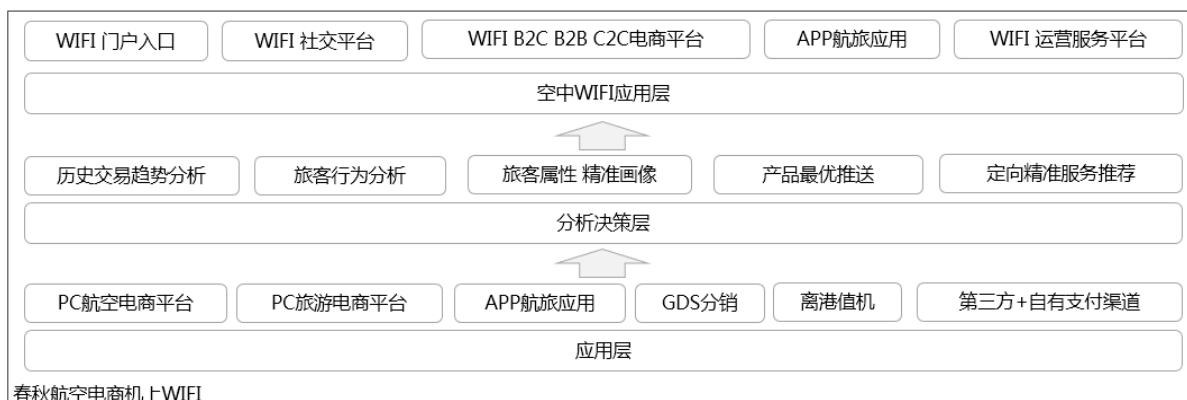 WIFI 门户入口
WIFI 社交平台
WIFI B2C B2B C2C电商平台
APP航旅应用
WIFI 运营服务平台
空中WIFI应用层
历史交易趋势分析
旅客行为分析
旅客属性 精准画像
产品最优推送
定向精准服务推荐
分析决策层
PC航空电商平台
PC旅游电商平台
APP航旅应用
GDS分销
离港值机
第三方+自有支付渠道
应用层
春秋航空电商机上WIFI